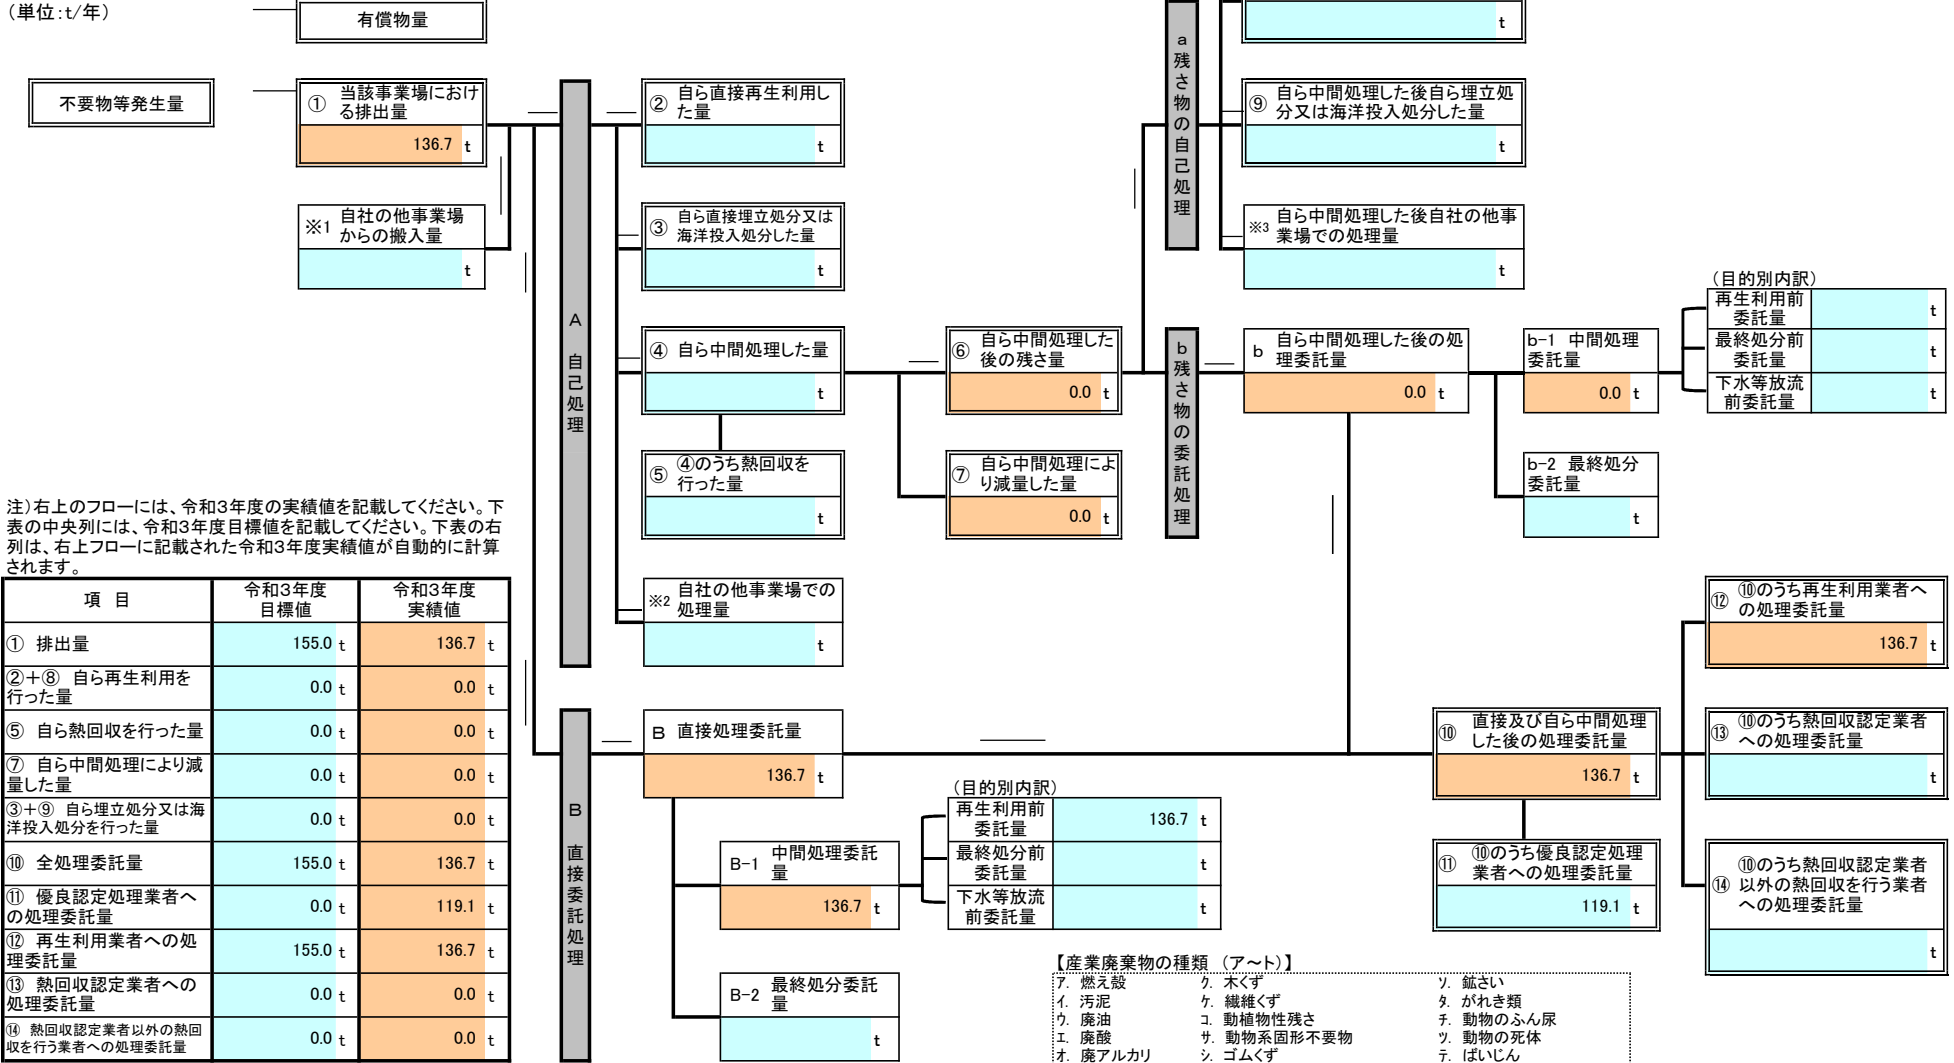 （単位：t/年）
有償物量
不要物等発生量
① 当該事業場におけ
る排出量
136.7 t
※1 自社の他事業場
からの搬入量
t
A 自己処理
② 自ら直接再生利用し
た量
t
③ 自ら直接埋立処分又は
海洋投入処分した量
t
④ 自ら中間処理した量
t
⑤ ④のうち熱回収を
行った量
t
※2 自社の他事業場での
処理量
t
⑥ 自ら中間処理した
後の残さ量
0.0 t
⑦ 自ら中間処理によ
り減量した量
0.0 t
a 残さ物の自己処理
t
⑨ 自ら中間処理した後自ら埋立処
分又は海洋投入処分した量
t
※3 自ら中間処理した後自社の他事
業場での処理量
t
b 残さ物の委託処理
b 自ら中間処理した後の処
理委託量
0.0 t
b-1 中間処理
委託量
0.0 t
（目的別内訳）
再生利用前
委託量
t
最終処分前
委託量
t
下水等放流
前委託量
t
b-2 最終処分
委託量
t
注）右上のフローには、令和3年度の実績値を記載してください。下
表の中央列には、令和3年度目標値を記載してください。下表の右
列は、右上フローに記載された令和3年度実績値が自動的に計算
されます。
項 目 令和3年度 目標値 令和3年度 実績値
① 排出量 155.0 t 136.7 t
②＋⑧ 自ら再生利用を
行った量 0.0 t 0.0 t
⑤ 自ら熱回収を行った量 0.0 t 0.0 t
⑦ 自ら中間処理により減
量した量 0.0 t 0.0 t
③＋⑨ 自ら埋立処分又は海
洋投入処分を行った量 0.0 t 0.0 t
⑩ 全処理委託量 155.0 t 136.7 t
⑪ 優良認定処理業者へ
の処理委託量 0.0 t 119.1 t
⑫ 再生利用業者への処
理委託量 155.0 t 136.7 t
⑬ 熱回収認定業者への
処理委託量 0.0 t 0.0 t
⑭ 熱回収認定業者以外の熱回
収を行う業者への処理委託量 0.0 t 0.0 t
B 直接委託処理
B 直接処理委託量
136.7 t
B-1 中間処理委託
量
136.7 t
（目的別内訳）
再生利用前
委託量
136.7 t
最終処分前
委託量
t
下水等放流
前委託量
t
B-2 最終処分委託
量
t
⑩ 直接及び自ら中間処理
した後の処理委託量
136.7 t
⑪ ⑩のうち優良認定処理
業者への処理委託量
119.1 t
⑫ ⑩のうち再生利用業者へ
の処理委託量
136.7 t
⑬ ⑩のうち熱回収認定業者
への処理委託量
t
⑭ ⑩のうち熱回収認定業者
以外の熱回収を行う業者
への処理委託量
t
【産業廃棄物の種類 （ア～ト）】
ア. 燃え殻 ク. 木くず ソ. 鉱さい
イ. 汚泥 ケ. 繊維くず タ. がれき類
ウ. 廃油 コ. 動植物性残さ チ. 動物のふん尿
エ. 廃酸 サ. 動物系固形不要物 ツ. 動物の死体
オ. 廃アルカリ シ. ゴムくず テ. ばいじん